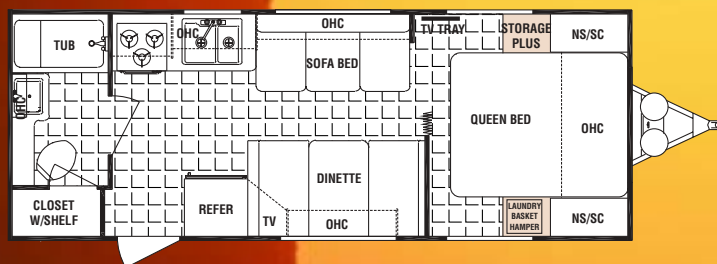 OHC
TV TRAY
STORAGE
PLUS
NS/SC
TUB
OHC
SOFA BED
QUEEN BED
OHC
OHC
DINETTE
CLOSET
W/SHELF
REFER
TV
OHC
LAUNDRY
BASKET
HAMPER
NS/SC